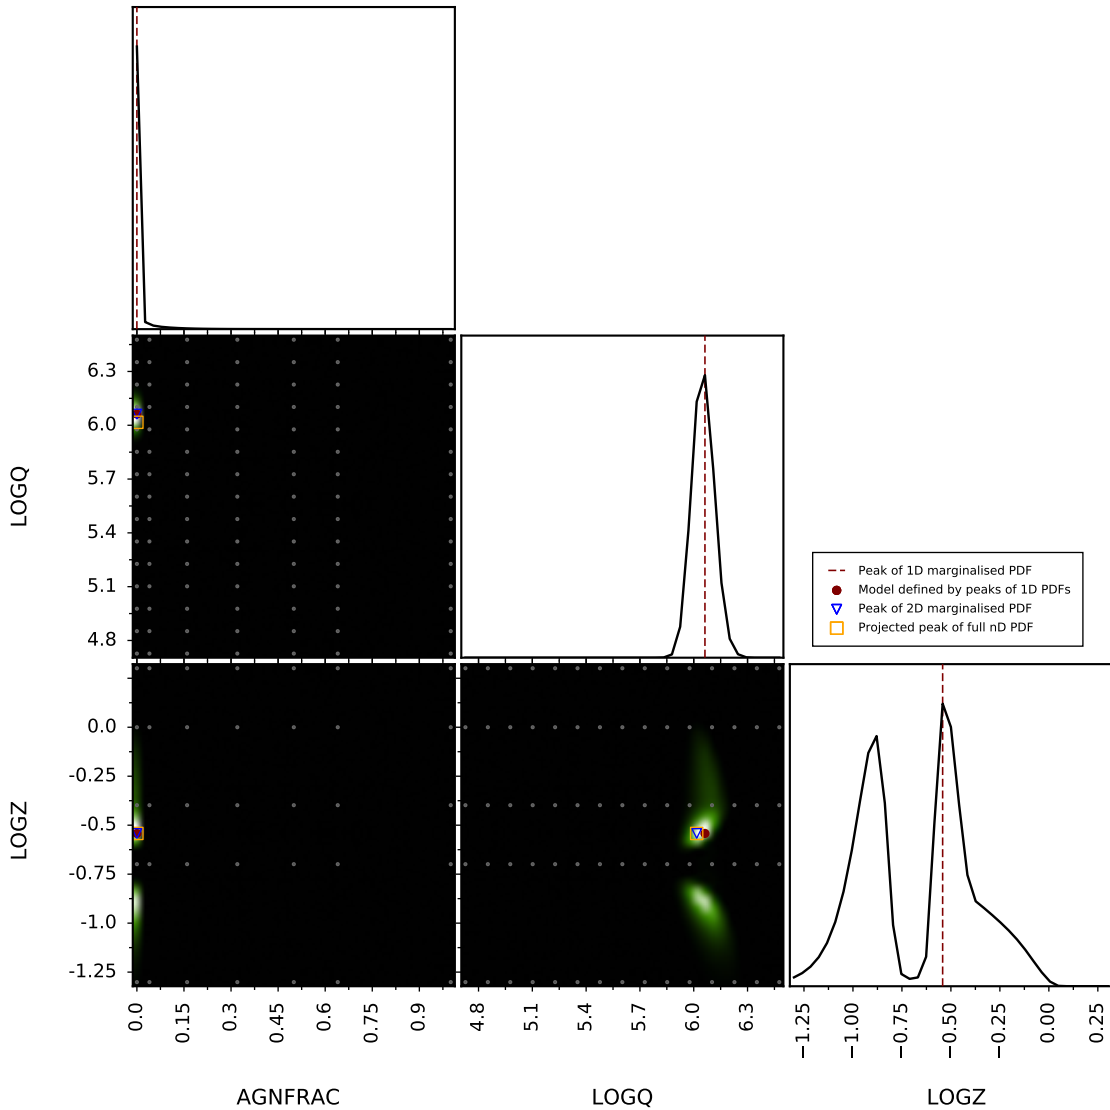 6.3
6.0
5.7
5.4
5.1
4.8
LOGQ
Peak of 1D marginalised PDF
Model defined by peaks of 1D PDFs
Peak of 2D marginalised PDF
Projected peak of full nD PDF
0.0
-0.25
-0.5
-0.75
-1.0
-1.25
LOGZ
0.0 0.15 0.3 0.45 0.6 0.75 0.9
4.8 5.1 5.4 5.7 6.0 6.3
−1.25 −1.00 −0.75 −0.50 −0.25 0.00 0.25
AGNFRAC LOGQ LOGZ